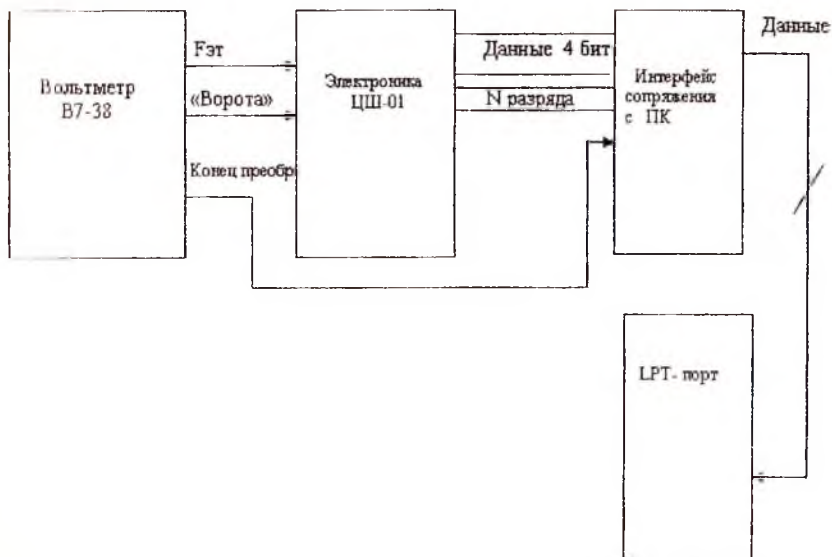 Данные
Fэт
Данные 4 бит
Вольтметр
В7-38
Электроника
ЦШ-01
Интерфейс
сопряжения
с ПК
«Ворота»
N разряда
Конец преобр
LPT- порт